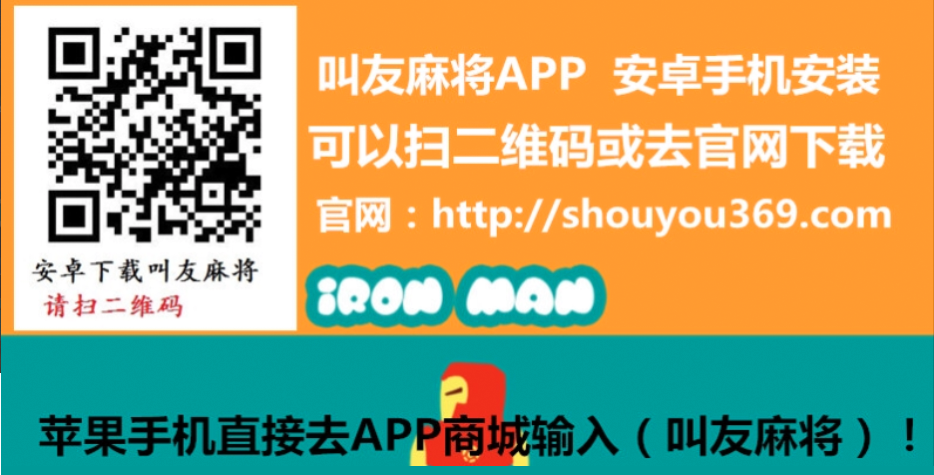 叫友麻将APP 安卓手机安装
可以扫二维码或去官网下载
官网：http://shouyou369.com
安卓下载叫友麻将
请扫二维码
iRON MAN
苹果手机直接去APP商城输入（叫友麻将）！